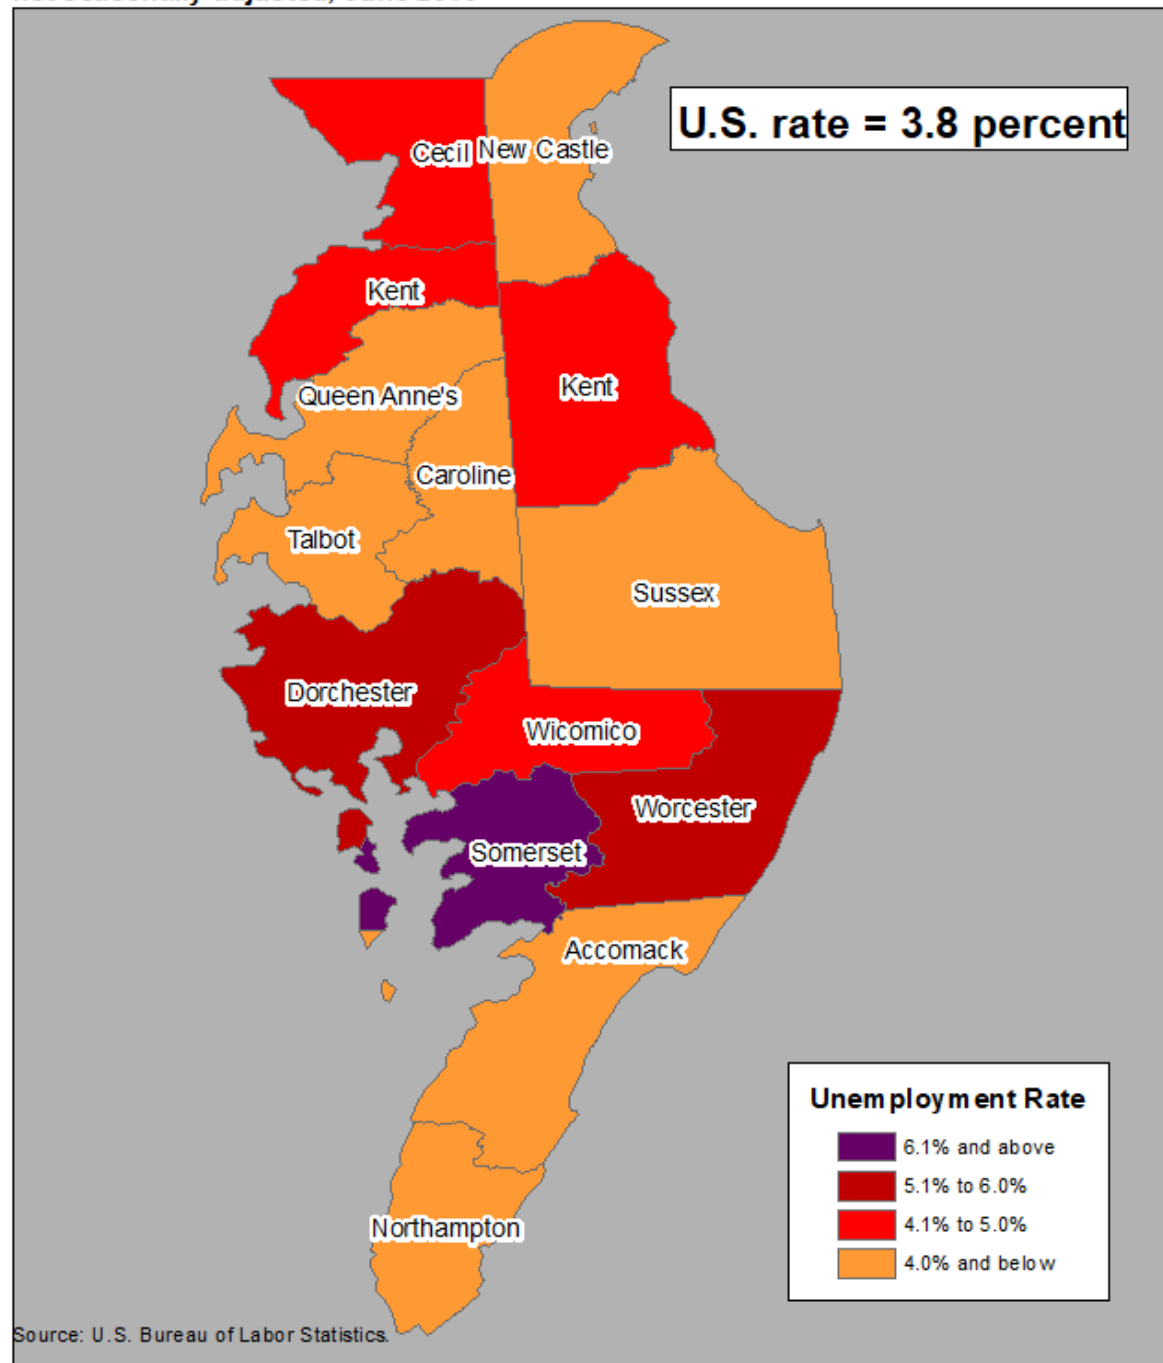 U.S. rate = 3.8 percent
Cecil
New Castle
Kent
Kent
Queen Anne's
Caroline
Talbot
Sussex
Dorchester
Wicomico
Worcester
Somerset
Accomack
Northampton
Unemployment Rate
6.1% and above
5.1% to 6.0%
4.1% to 5.0%
4.0% and below
Source: U.S. Bureau of Labor Statistics.